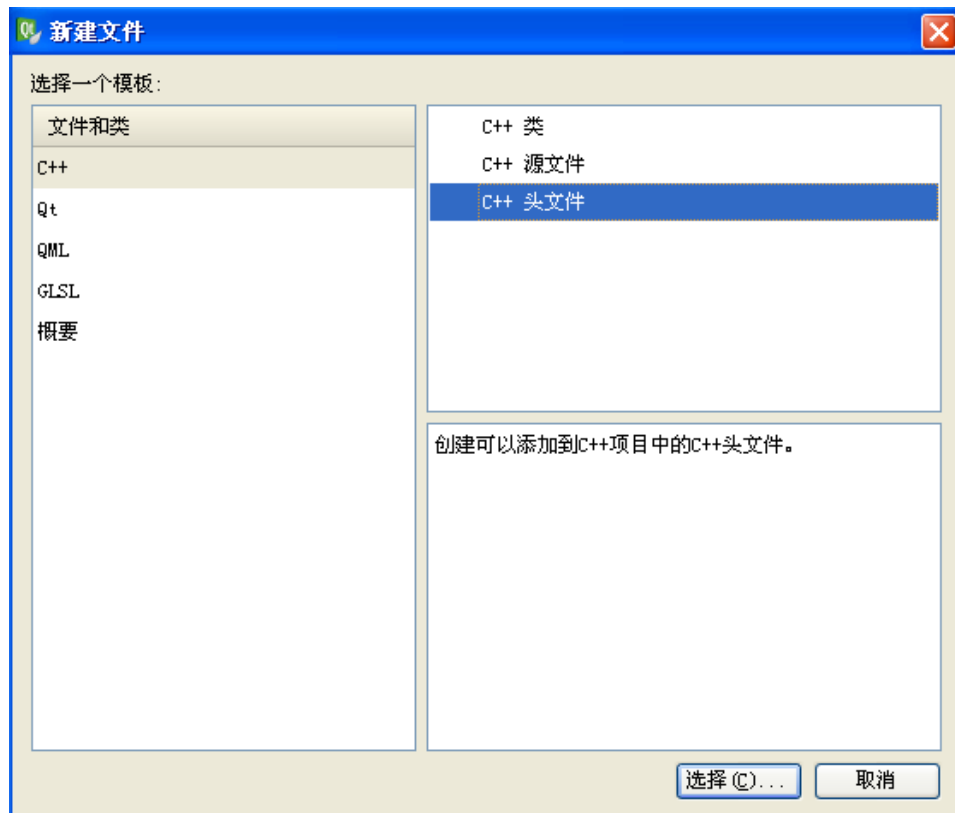 新建文件
选择一个模板:
文件和类
C++
Qt
QML
GLSL
概要
C++ 类
C++ 源文件
C++ 头文件
创建可以添加到C++项目中的C++头文件。
选择(C)...
取消